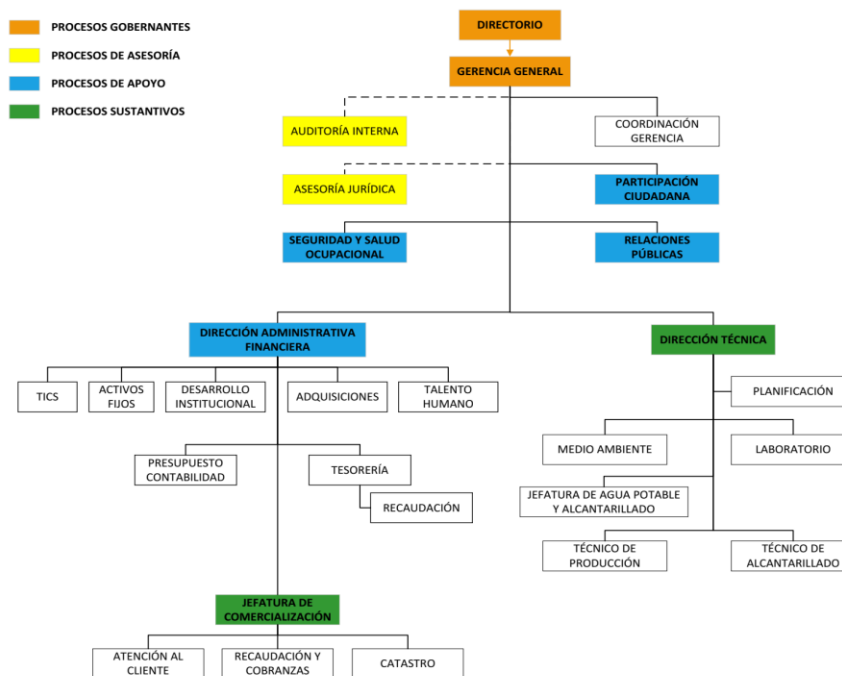 PROCESOS GOBERNANTES
PROCESOS DE ASESORÍA
PROCESOS DE APOYO
PROCESOS SUSTANTIVOS
DIRECTORIO
GERENCIA GENERAL
AUDITORÍA INTERNA
COORDINACIÓN
GERENCIA
ASESORÍA JURÍDICA
PARTICIPACIÓN
CIUDADANA
SEGURIDAD Y SALUD
OCUPACIONAL
RELACIONES
PÚBLICAS
DIRECCIÓN ADMINISTRATIVA
FINANCIERA
DIRECCIÓN TÉCNICA
TICS
ACTIVOS
FIJOS
DESARROLLO
INSTITUCIONAL
ADQUISICIONES
TALENTO
HUMANO
PRESUPUESTO
CONTABILIDAD
TESORERÍA
RECAUDACIÓN
PLANIFICACIÓN
MEDIO AMBIENTE
LABORATORIO
JEFATURA DE AGUA POTABLE
Y ALCANTARILLADO
TÉCNICO DE
PRODUCCIÓN
TÉCNICO DE
ALCANTARILLADO
JEFATURA DE
COMERCIALIZACIÓN
ATENCIÓN AL
CLIENTE
RECAUDACIÓN Y
COBRANZAS
CATASTRO